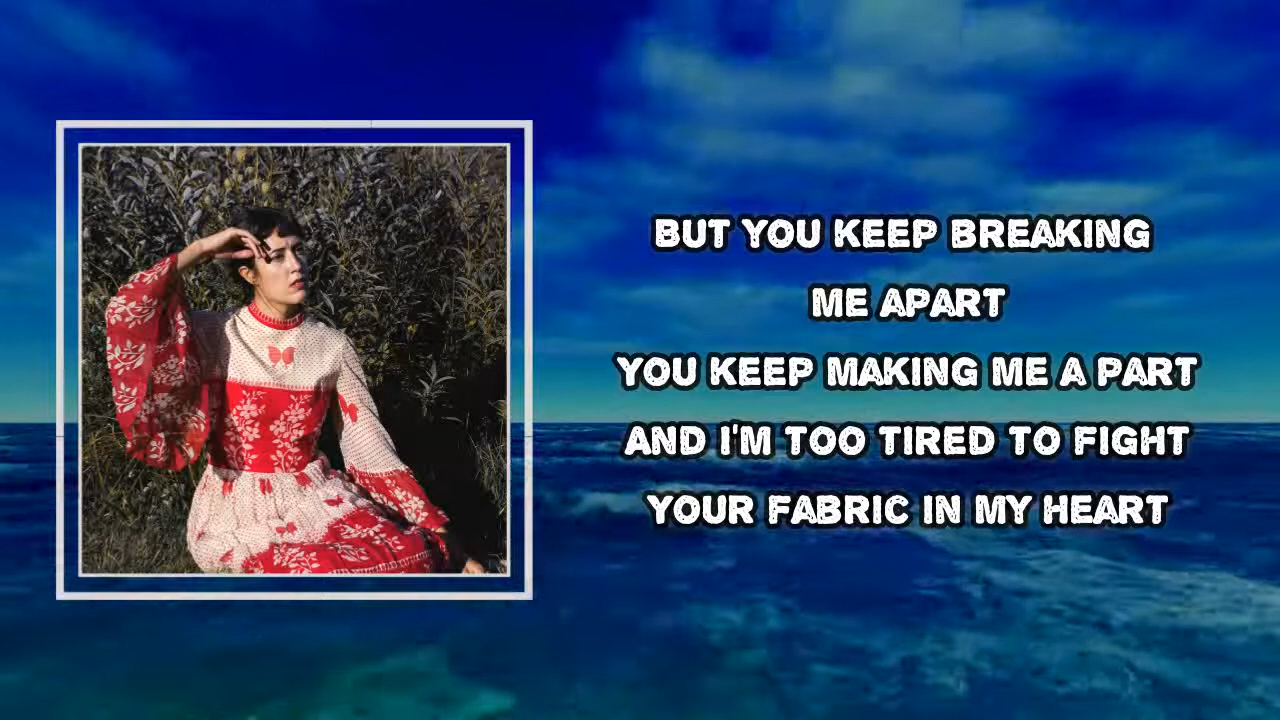 BUT YOU KEEP BREAKING
ME APART
YOU KEEP MAKING ME A PART
AND I'M TOO TIRED TO FIGHT
YOUR FABRIC IN MY HEART